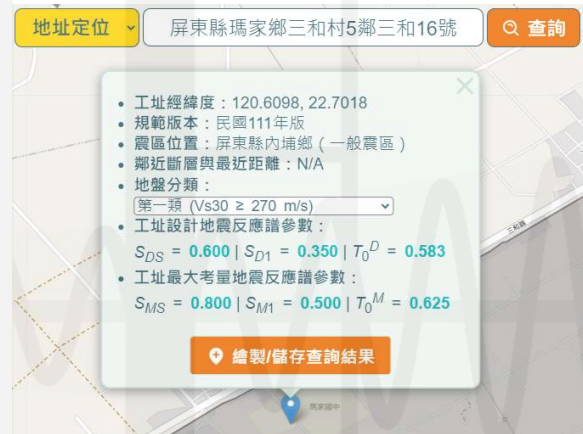 地址定位
屏東縣瑪家鄉三和村5鄰三和16號
查詢
• 工址經緯度：120.6098, 22.7018
• 規範版本：民國111年版
• 震區位置：屏東縣內埔鄉（一般震區）
• 鄰近斷層與最近距離：N/A
• 地盤分類：
第一類 (Vs30 ≥ 270 m/s)
• 工址設計地震反應譜參數：
S_DS = 0.600 | S_D1 = 0.350 | T_0^D = 0.583
• 工址最大考量地震反應譜參數：
S_MS = 0.800 | S_M1 = 0.500 | T_0^M = 0.625
繪製/儲存查詢結果
三和路
瑪家國中